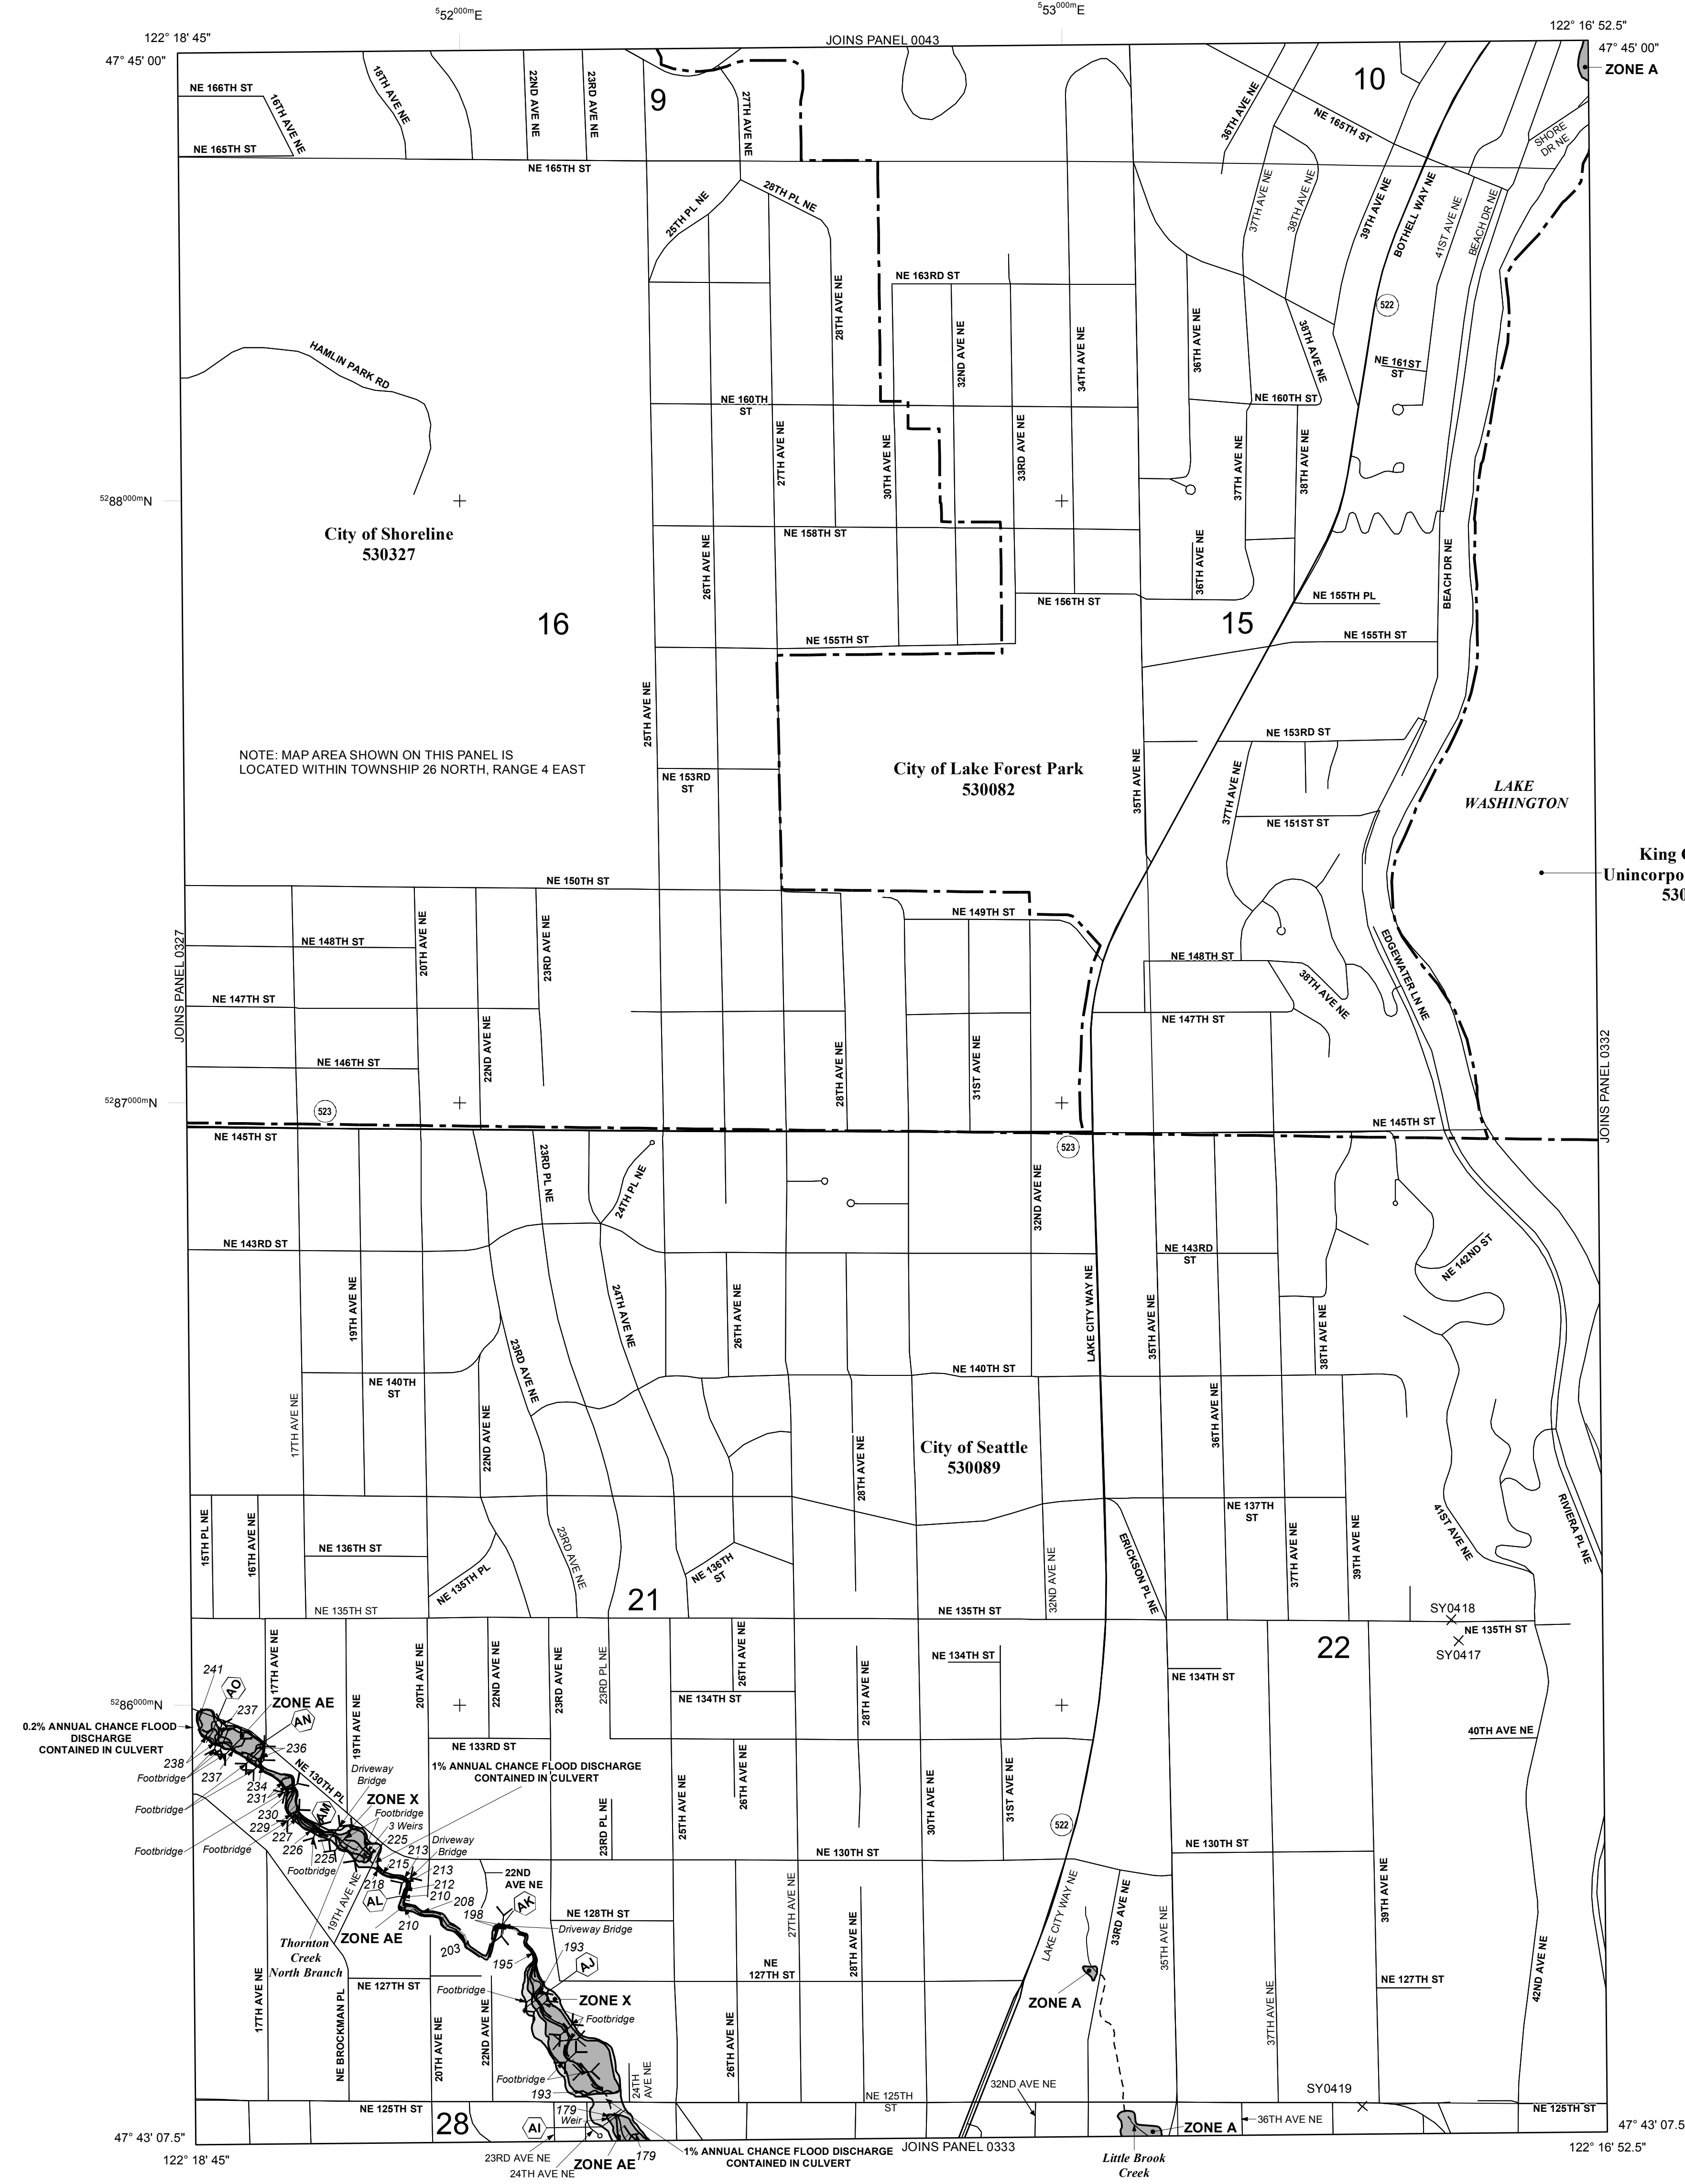 552000mE
553000mE
122° 18' 45"
JOINS PANEL 0043
122° 16' 52.5"
47° 45' 00"
47° 45' 00"
ZONE A
NE 166TH ST
16TH AVE NE
18TH AVE NE
22ND AVE NE
23RD AVE NE
9
27TH AVE NE
36TH AVE NE
10
NE 165TH ST
SHORE
DR NE
NE 165TH ST
NE 165TH ST
25TH PL NE
28TH PL NE
37TH AVE NE
38TH AVE NE
39TH AVE NE
BOTHELL WAY NE
41ST AVE NE
BEACH DR NE
28TH AVE NE
NE 163RD ST
32ND AVE NE
34TH AVE NE
36TH AVE NE
38TH AVE NE
522
NE 161ST
ST
HAMLIN PARK RD
NE 160TH
ST
NE 160TH ST
27TH AVE NE
30TH AVE NE
33RD AVE NE
37TH AVE NE
38TH AVE NE
5288000mN
City of Shoreline
530327
NE 158TH ST
26TH AVE NE
36TH AVE NE
BEACH DR NE
NE 156TH ST
NE 155TH PL
16
15
NE 155TH ST
NE 155TH ST
25TH AVE NE
NE 153RD ST
NOTE: MAP AREA SHOWN ON THIS PANEL IS
LOCATED WITHIN TOWNSHIP 26 NORTH, RANGE 4 EAST
NE 153RD
ST
City of Lake Forest Park
530082
35TH AVE NE
37TH AVE NE
LAKE
WASHINGTON
NE 151ST ST
King
Unincorpo
530
NE 150TH ST
NE 149TH ST
JOINS PANEL 0327
NE 148TH ST
20TH AVE NE
23RD AVE NE
NE 148TH ST
38TH AVE NE
EDGEWATER LN NE
NE 147TH ST
NE 147TH ST
22ND AVE NE
28TH AVE NE
31ST AVE NE
NE 146TH ST
JOINS PANEL 0332
5287000mN
523
NE 145TH ST
NE 145TH ST
523
23RD PL NE
24TH PL NE
32ND AVE NE
NE 143RD ST
NE 143RD
ST
NE 142ND ST
19TH AVE NE
24TH AVE NE
26TH AVE NE
LAKE CITY WAY NE
35TH AVE NE
38TH AVE NE
23RD AVE NE
NE 140TH
ST
NE 140TH ST
17TH AVE NE
22ND AVE NE
36TH AVE NE
City of Seattle
530089
28TH AVE NE
NE 137TH
ST
15TH PL NE
16TH AVE NE
NE 136TH ST
NE 135TH PL
23RD AVE NE
NE 136TH
ST
32ND AVE NE
ERICKSON PL NE
37TH AVE NE
39TH AVE NE
41ST AVE NE
RIVIERA PL NE
21
NE 135TH ST
NE 135TH ST
SY0418
NE 135TH ST
SY0417
22
17TH AVE NE
20TH AVE NE
22ND AVE NE
23RD AVE NE
23RD PL NE
26TH AVE NE
28TH AVE NE
NE 134TH ST
NE 134TH ST
NE 134TH ST
241
AO
237
ZONE AE
AN
5286000mN
0.2% ANNUAL CHANCE FLOOD
DISCHARGE
CONTAINED IN CULVERT
19TH AVE NE
40TH AVE NE
NE 133RD ST
236
238
Footbridge
237
234
231
NE 130TH PL
Driveway
Bridge
1% ANNUAL CHANCE FLOOD DISCHARGE
CONTAINED IN CULVERT
26TH AVE NE
31ST AVE NE
30TH AVE NE
25TH AVE NE
23RD PL NE
Footbridge
230
229
AM
ZONE X
Footbridge
3 Weirs
522
227
226
225
225
213
Driveway
Bridge
Footbridge
Footbridge
Footbridge
NE 130TH ST
NE 130TH ST
215
213
218
212
22ND
AVE NE
AL
210
208
19TH AVE NE
210
198
AK
NE 128TH ST
Driveway Bridge
27TH AVE NE
28TH AVE NE
LAKE CITY WAY NE
33RD AVE NE
35TH AVE NE
39TH AVE NE
ZONE AE
203
Thornton
Creek
North Branch
193
195
AJ
NE
127TH ST
NE 127TH ST
NE 127TH ST
Footbridge
ZONE X
Footbridge
ZONE A
17TH AVE NE
NE BROCKMAN PL
20TH AVE NE
22ND AVE NE
26TH AVE NE
37TH AVE NE
42ND AVE NE
Footbridge
193
24TH
AVE NE
NE 125TH
ST
32ND AVE NE
SY0419
NE 125TH ST
28
179
Weir
AI
NE 125TH ST
36TH AVE NE
ZONE A
47° 43' 07.5"
47° 43' 07.5
23RD AVE NE
24TH AVE NE
ZONE AE
179
1% ANNUAL CHANCE FLOOD DISCHARGE
CONTAINED IN CULVERT
JOINS PANEL 0333
Little Brook
Creek
122° 18' 45"
122° 16' 52.5"